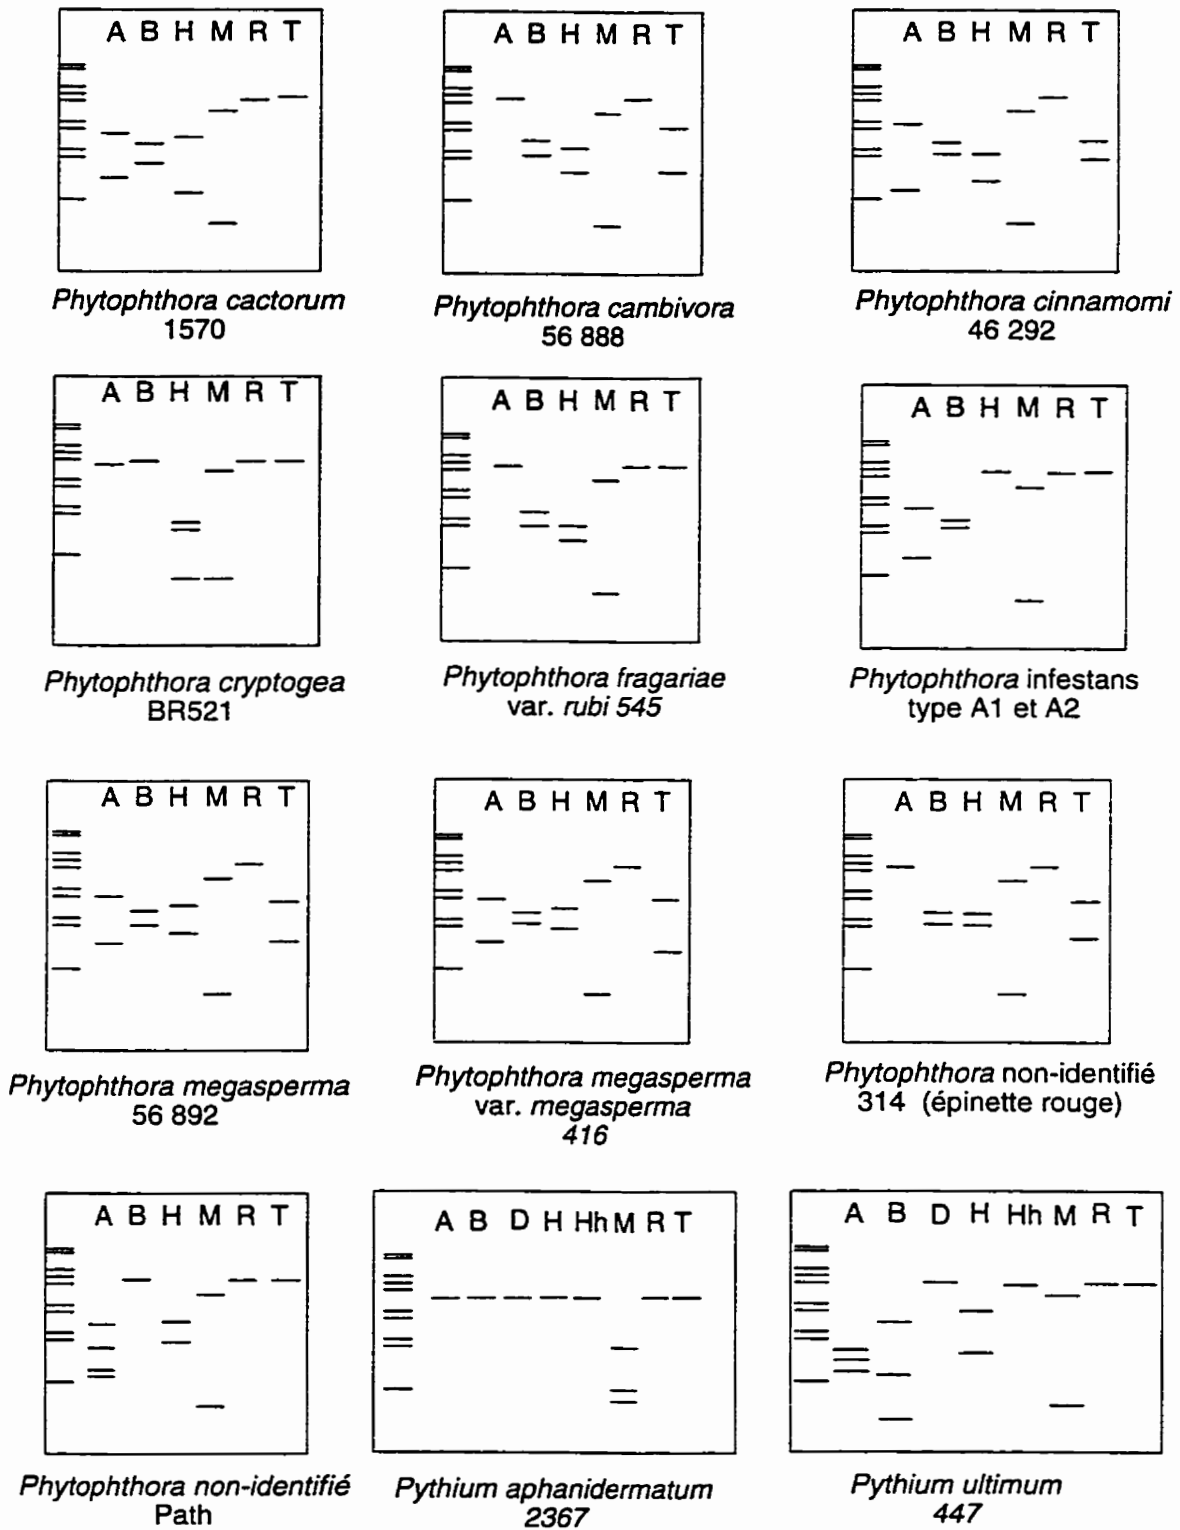 A B H M R T
A B H M R T
A B H M R T
Phytophthora cactorum
1570
Phytophthora cambivora
56 888
Phytophthora cinnamomi
46 292
A B H M R T
A B H M R T
A B H M R T
Phytophthora cryptogea
BR521
Phytophthora fragariae
var. rubi 545
Phytophthora infestans
type A1 et A2
A B H M R T
A B H M R T
A B H M R T
Phytophthora megasperma
56 892
Phytophthora megasperma
var. megasperma
416
Phytophthora non-identifié
314 (épinette rouge)
A B H M R T
A B D H Hh M R T
A B D H Hh M R T
Phytophthora non-identifié
Path
Pythium aphanidermatum
2367
Pythium ultimum
447